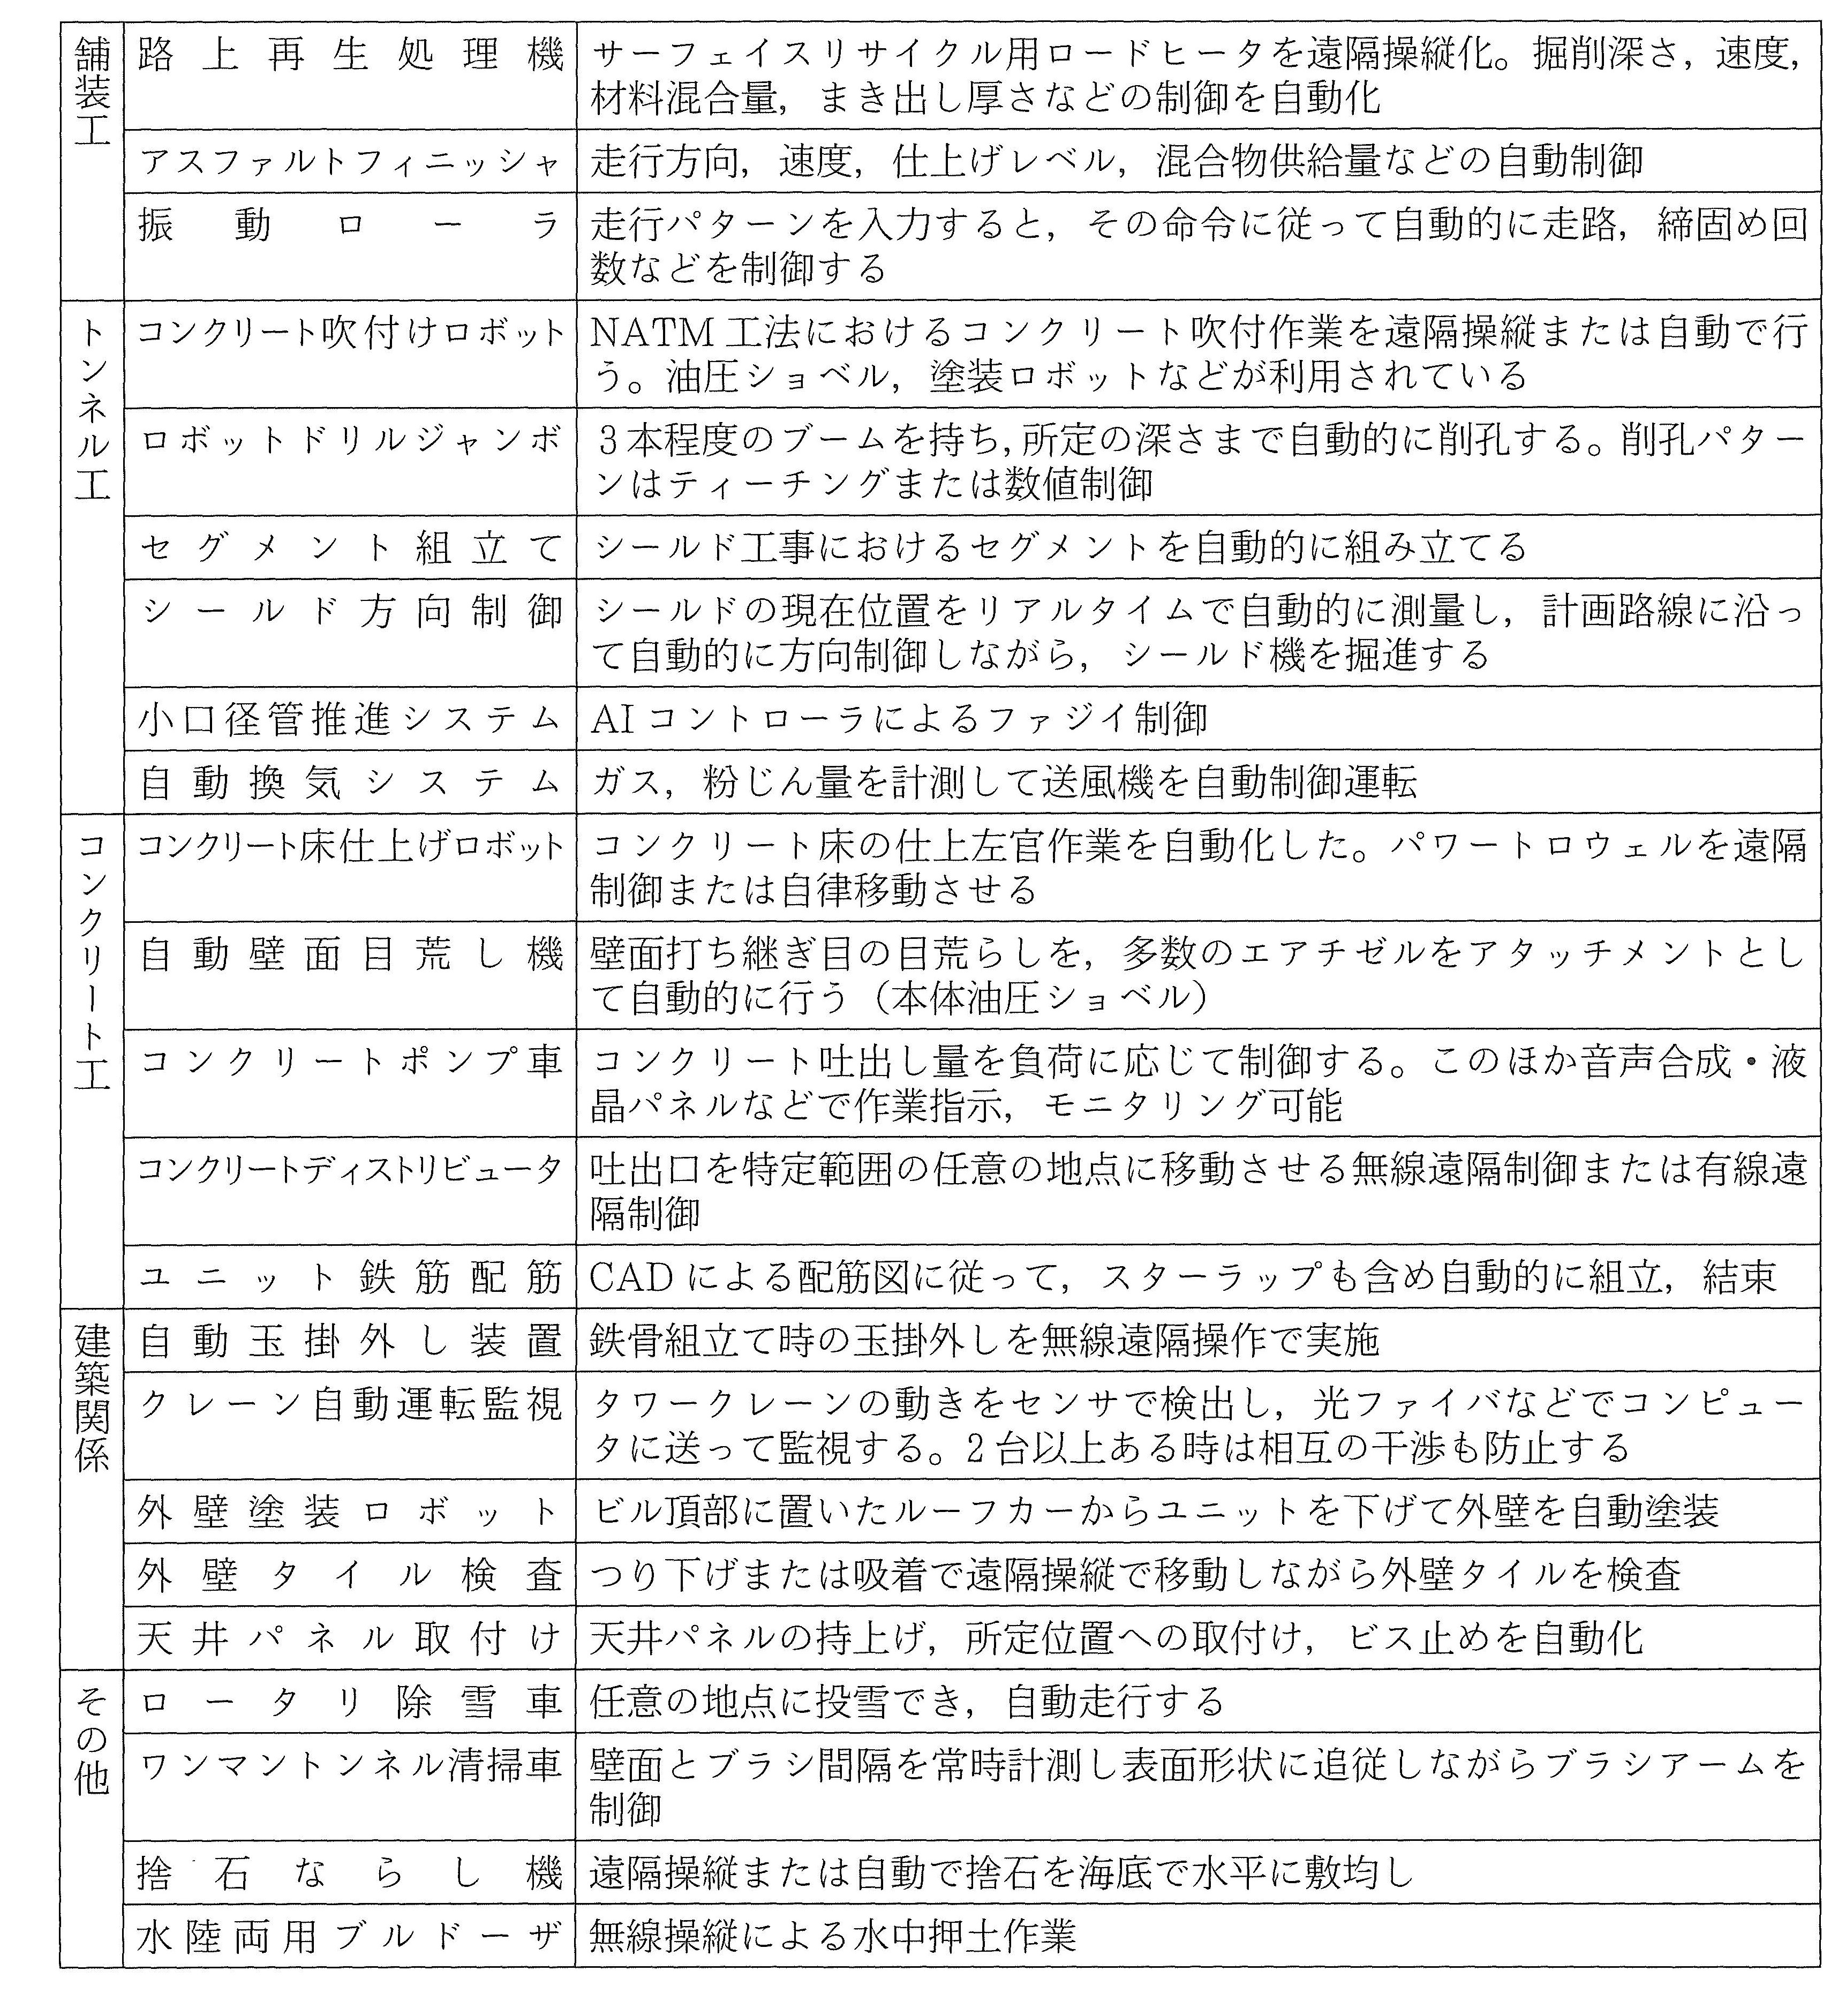 舗装工
路上再生処理機
サーフェイスリサイクル用ロードヒータを遠隔操縦化。掘削深さ，速度，
材料混合量，まき出し厚さなどの制御を自動化
アスファルトフィニッシャ
走行方向，速度，仕上げレベル，混合物供給量などの自動制御
振動ローラ
走行パターンを入力すると，その命令に従って自動的に走路，締固め回
数などを制御する
トンネル工
コンクリート吹付けロボット
NATM工法におけるコンクリート吹付作業を遠隔操縦または自動で行
う。油圧ショベル，塗装ロボットなどが利用されている
ロボットドリルジャンボ
3本程度のブームを持ち，所定の深さまで自動的に削孔する。削孔パター
ンはティーチングまたは数値制御
セグメント組立て
シールド工事におけるセグメントを自動的に組み立てる
シールド方向制御
シールドの現在位置をリアルタイムで自動的に測量し，計画路線に沿っ
て自動的に方向制御しながら，シールド機を掘進する
小口径管推進システム
AIコントローラによるファジイ制御
自動換気システム
ガス，粉じん量を計測して送風機を自動制御運転
コンクリート工
コンクリート床仕上げロボット
コンクリート床の仕上左官作業を自動化した。パワートロウェルを遠隔
制御または自律移動させる
自動壁面目荒し機
壁面打ち継ぎ目の目荒らしを，多数のエアチゼルをアタッチメントとし
て自動的に行う（本体油圧ショベル）
コンクリートポンプ車
コンクリート吐出し量を負荷に応じて制御する。このほか音声合成・液
晶パネルなどで作業指示，モニタリング可能
コンクリートディストリビュータ
吐出口を特定範囲の任意の地点に移動させる無線遠隔制御または有線遠
隔制御
ユニット鉄筋配筋
CADによる配筋図に従って，スターラップも含め自動的に組立，結束
建築関係
自動玉掛外し装置
鉄骨組立て時の玉掛外しを無線遠隔操作で実施
クレーン自動運転監視
タワークレーンの動きをセンサで検出し，光ファイバなどでコンピュー
タに送って監視する。2台以上ある時は相互の干渉も防止する
外壁塗装ロボット
ビル頂部に置いたルーフカーからユニットを下げて外壁を自動塗装
外壁タイル検査
つり下げまたは吸着で遠隔操縦で移動しながら外壁タイルを検査
天井パネル取付け
天井パネルの持上げ，所定位置への取付け，ビス止めを自動化
その他
ロータリ除雪車
任意の地点に投雪でき，自動走行する
ワンマントンネル清掃車
壁面とブラシ間隔を常時計測し表面形状に追従しながらブラシアームを
制御
捨石ならし機
遠隔操縦または自動で捨石を海底で水平に敷均し
水陸両用ブルドーザ
無線操縦による水中押土作業